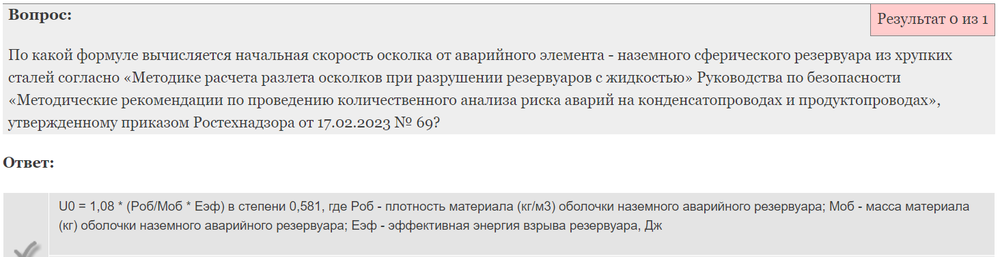 Вопрос:
Результат 0 из 1
По какой формуле вычисляется начальная скорость осколка от аварийного элемента - наземного сферического резервуара из хрупких
сталей согласно «Методике расчета разлета осколков при разрушении резервуаров с жидкостью» Руководства по безопасности
«Методические рекомендации по проведению количественного анализа риска аварий на конденсатопроводах и продуктопроводах»,
утвержденному приказом Ростехнадзора от 17.02.2023 № 69?
Ответ:
U0 = 1,08 * (Роб/Моб * Еэф) в степени 0,581, где Роб - плотность материала (кг/м3) оболочки наземного аварийного резервуара; Моб - масса материала
(кг) оболочки наземного аварийного резервуара; Еэф - эффективная энергия взрыва резервуара, Дж